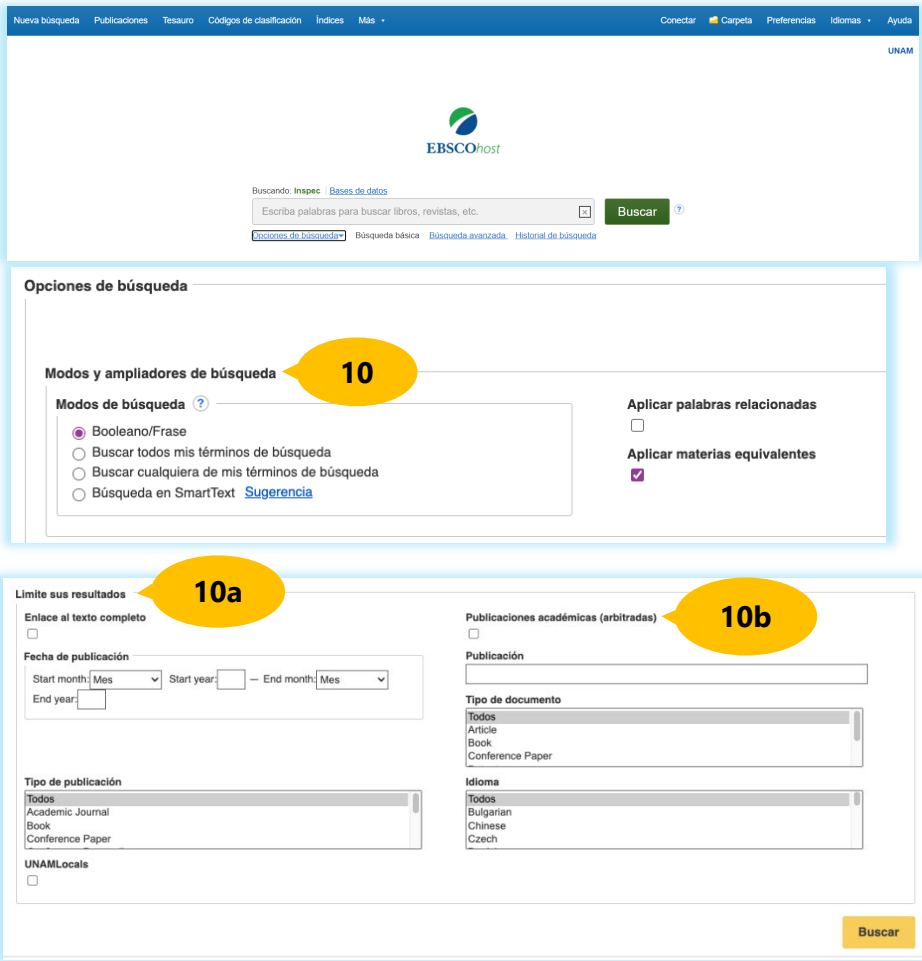 Nueva búsqueda Publicaciones Tesauro Códigos de clasificación Índices Más Conectar Carpeta Preferencias Idiomas Ayuda
UNAM
EBSCOhost
Buscando: Inspec Bases de datos
Escriba palabras para buscar libros, revistas, etc. Buscar ?
Opciones de búsqueda Búsqueda básica Búsqueda avanzada Historial de búsqueda
Opciones de búsqueda
Modos y ampliadores de búsqueda 10
Modos de búsqueda ?
Booleano/Frase
Buscar todos mis términos de búsqueda
Buscar cualquiera de mis términos de búsqueda
Búsqueda en SmartText Sugerencia
Aplicar palabras relacionadas
Aplicar materias equivalentes
Limite sus resultados 10a
Enlace al texto completo
Fecha de publicación
Start month: Mes Start year: – End month: Mes
End year:
Tipo de publicación
Todos
Academic Journal
Book
Conference Paper
UNAMLocals
Publicaciones académicas (arbitradas) 10b
Publicación
Tipo de documento
Todos
Article
Book
Conference Paper
Idioma
Todos
Bulgarian
Chinese
Czech
Buscar